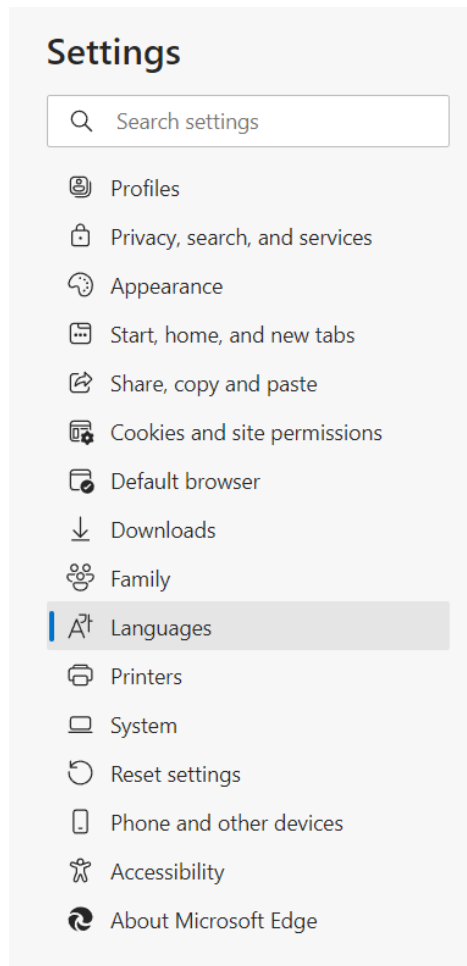 Settings
Search settings
Profiles
Privacy, search, and services
Appearance
Start, home, and new tabs
Share, copy and paste
Cookies and site permissions
Default browser
Downloads
Family
Languages
Printers
System
Reset settings
Phone and other devices
Accessibility
About Microsoft Edge